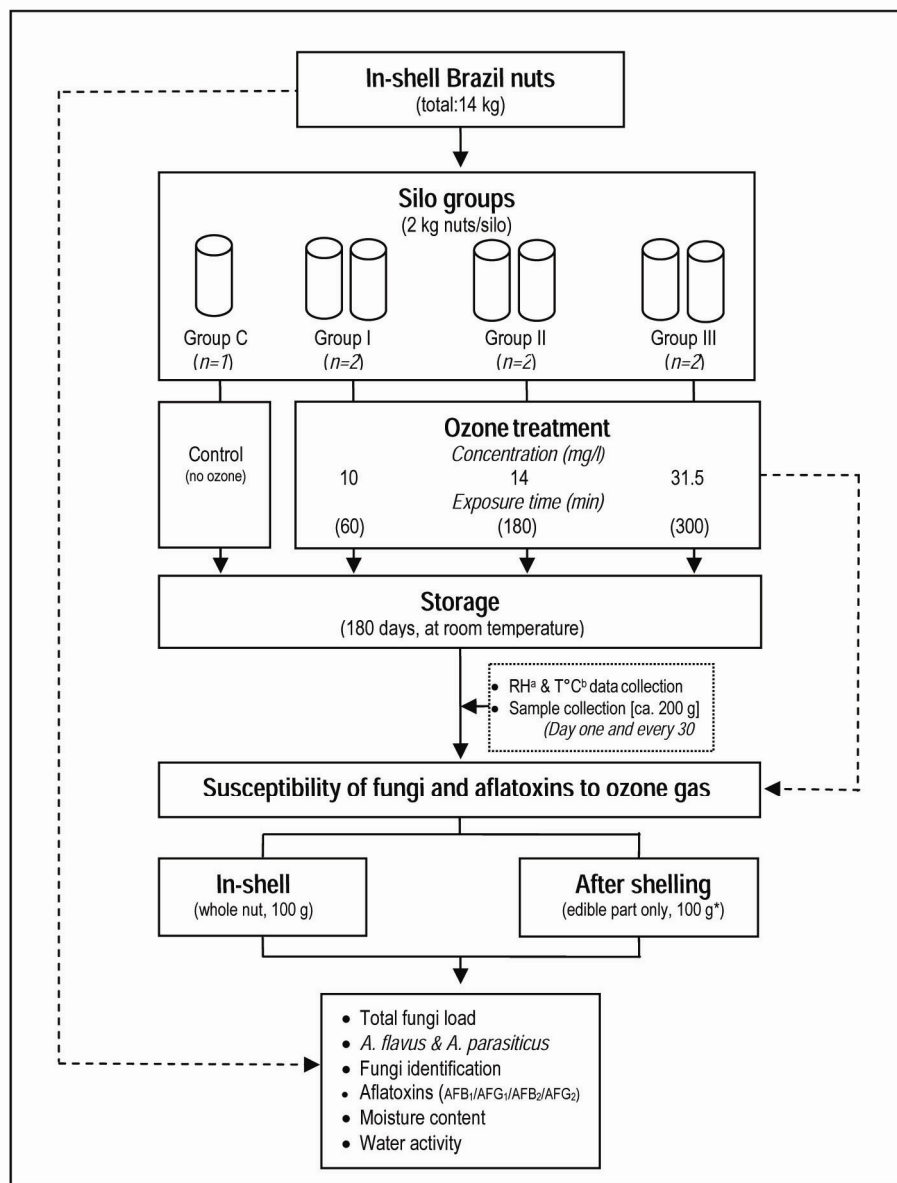 In-shell Brazil nuts
(total:14 kg)
Silo groups
(2 kg nuts/silo)
Group C
(n=1)
Group I
(n=2)
Group II
(n=2)
Group III
(n=2)
Control
(no ozone)
Ozone treatment
Concentration (mg/l)
10 14 31.5
Exposure time (min)
(60) (180) (300)
Storage
(180 days, at room temperature)
● RHª & T°Cᵇ data collection
● Sample collection [ca. 200 g]
(Day one and every 30
Susceptibility of fungi and aflatoxins to ozone gas
In-shell
(whole nut, 100 g)
After shelling
(edible part only, 100 g*)
● Total fungi load
● A. flavus & A. parasiticus
● Fungi identification
● Aflatoxins (AFB₁/AFG₁/AFB₂/AFG₂)
● Moisture content
● Water activity